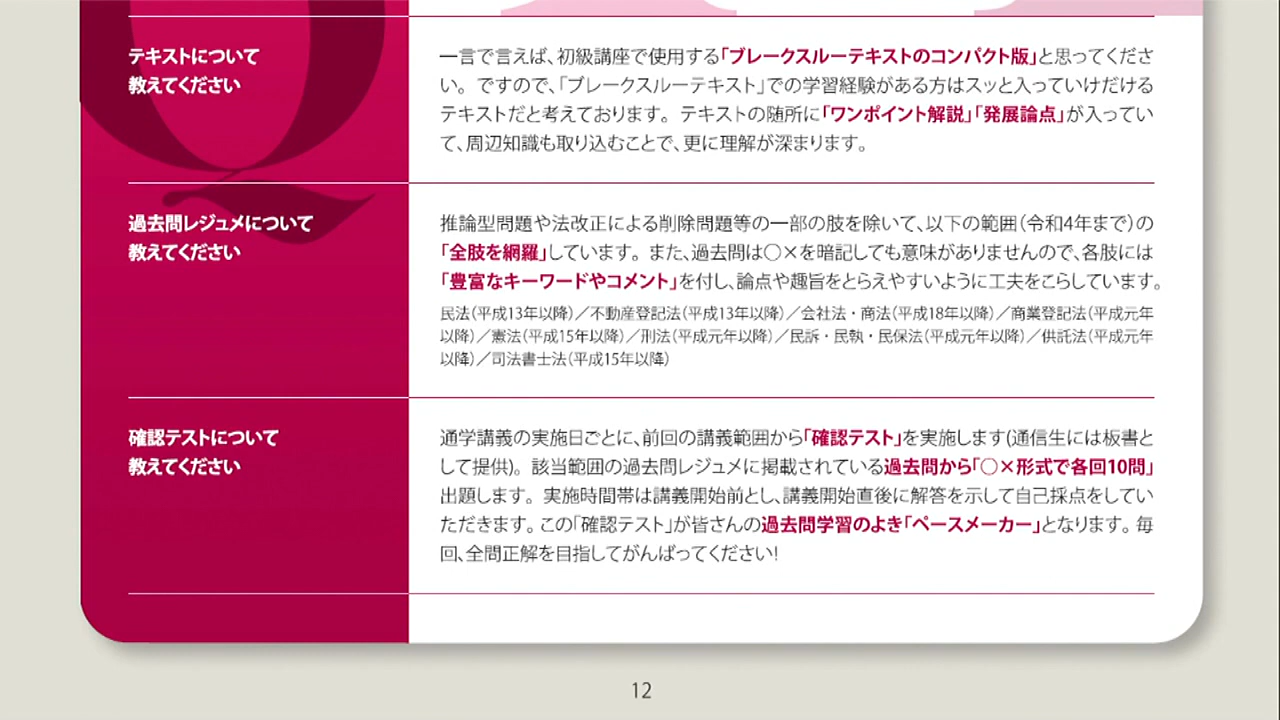 テキストについて
教えてください
一言で言えば、初級講座で使用する「ブレークスルーテキストのコンパクト版」と思ってくださ
い。ですので、「ブレークスルーテキスト」での学習経験がある方はスッと入っていけだける
テキストだと考えております。テキストの随所に「ワンポイント解説」「発展論点」が入ってい
て、周辺知識も取り込むことで、更に理解が深まります。
過去問レジュメについて
教えてください
推論型問題や法改正による削除問題等の一部の肢を除いて、以下の範囲（令和4年まで）の
「全肢を網羅」しています。また、過去問は○×を暗記しても意味がありませんので、各肢には
「豊富なキーワードやコメント」を付し、論点や趣旨をとらえやすいように工夫をこらしています。
民法（平成13年以降）／不動産登記法（平成13年以降）／会社法・商法（平成18年以降）／商業登記法（平成元年
以降）／憲法（平成15年以降）／刑法（平成元年以降）／民訴・民執・民保法（平成元年以降）／供託法（平成元年
以降）／司法書士法（平成15年以降）
確認テストについて
教えてください
通学講義の実施日ごとに、前回の講義範囲から「確認テスト」を実施します(通信生には板書と
して提供)。該当範囲の過去問レジュメに掲載されている過去問から「○×形式で各回10問」
出題します。実施時間帯は講義開始前とし、講義開始直後に解答を示して自己採点をしてい
ただきます。この「確認テスト」が皆さんの過去問学習のよき「ペースメーカー」となります。毎
回、全問正解を目指してがんばってください!
12